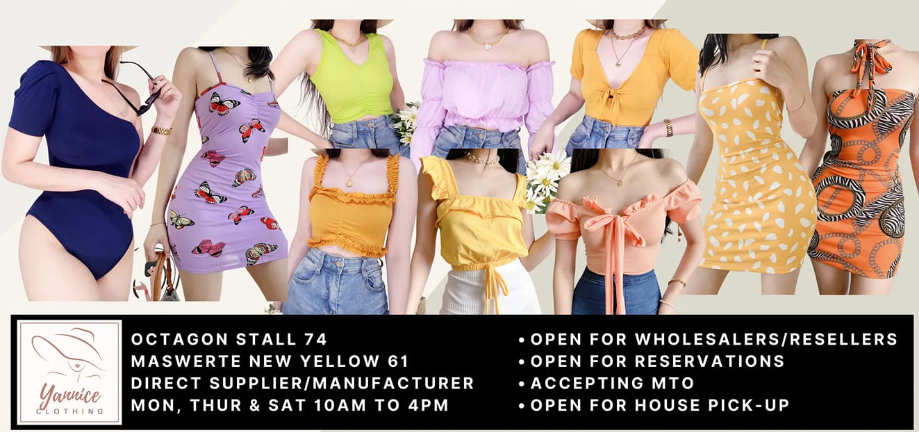 Yannice
CLOTHING
OCTAGON STALL 74
MASWERTE NEW YELLOW 61
DIRECT SUPPLIER/MANUFACTURER
MON, THUR & SAT 10AM TO 4PM
• OPEN FOR WHOLESALERS/RESELLERS
• OPEN FOR RESERVATIONS
• ACCEPTING MTO
• OPEN FOR HOUSE PICK-UP